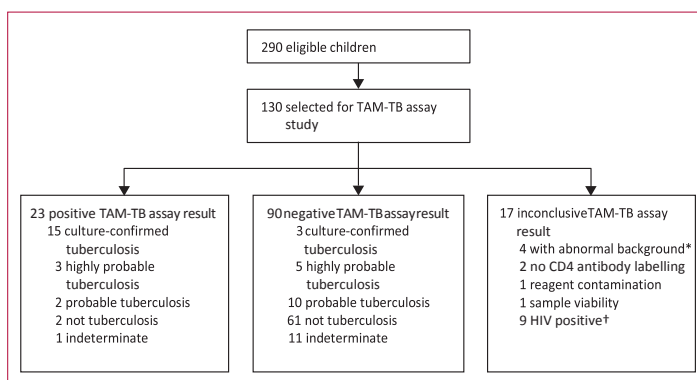 290 eligible children
130 selected for TAM-TB assay
study
23 positive TAM-TB assay result
15 culture-confirmed
tuberculosis
3 highly probable
tuberculosis
2 probable tuberculosis
2 not tuberculosis
1 indeterminate
90 negative TAM-TB assay result
3 culture-confirmed
tuberculosis
5 highly probable
tuberculosis
10 probable tuberculosis
61 not tuberculosis
11 indeterminate
17 inconclusive TAM-TB assay
result
4 with abnormal background*
2 no CD4 antibody labelling
1 reagent contamination
1 sample viability
9 HIV positive†